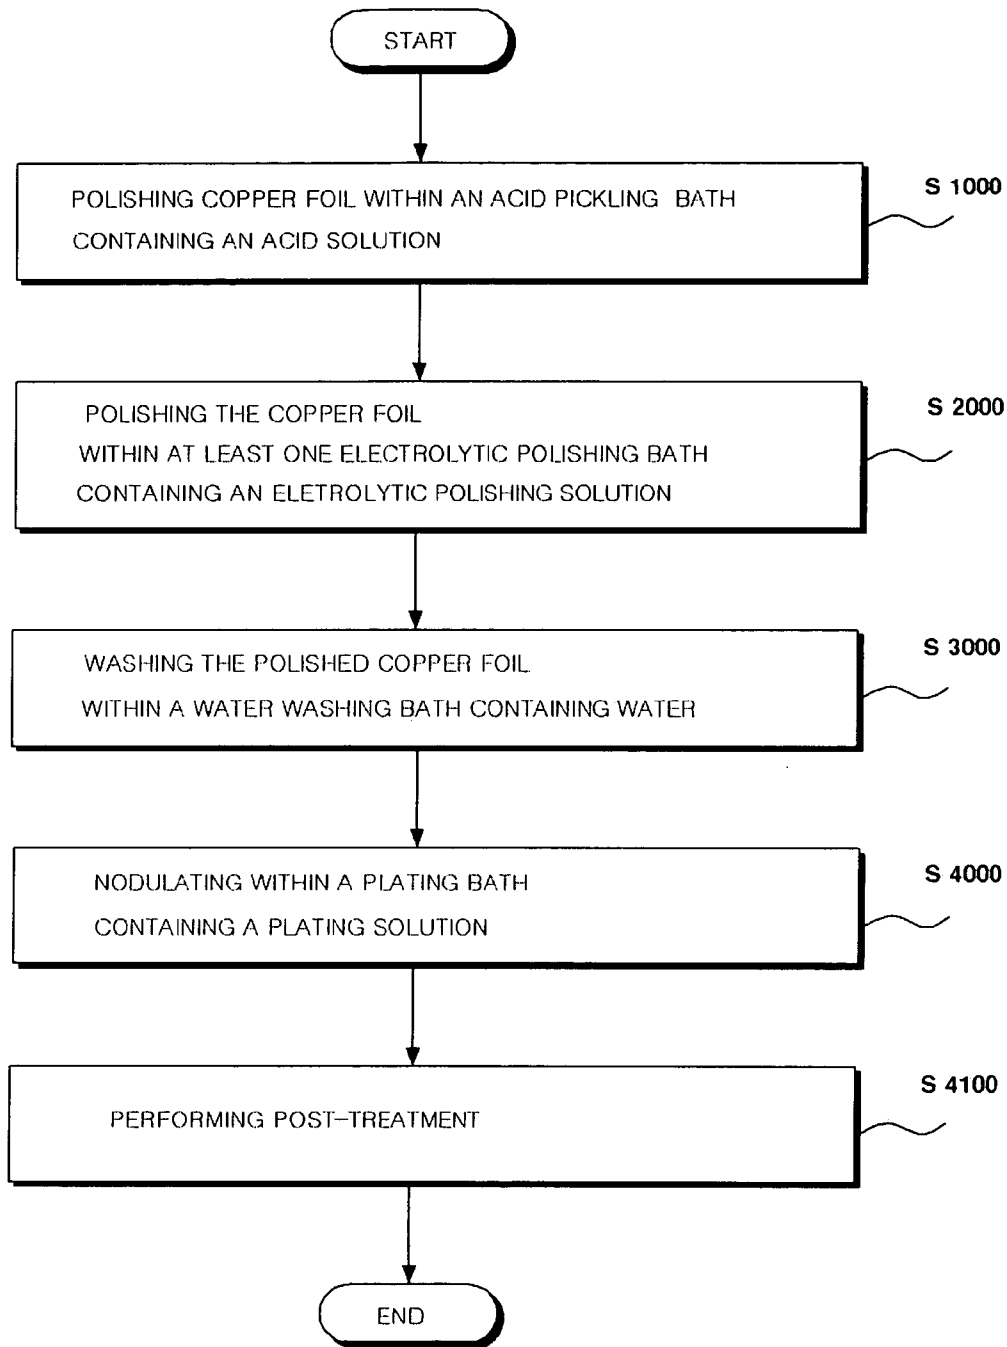 START
S 1000
POLISHING COPPER FOIL WITHIN AN ACID PICKLING BATH
CONTAINING AN ACID SOLUTION
S 2000
POLISHING THE COPPER FOIL
WITHIN AT LEAST ONE ELECTROLYTIC POLISHING BATH
CONTAINING AN ELETROLYTIC POLISHING SOLUTION
S 3000
WASHING THE POLISHED COPPER FOIL
WITHIN A WATER WASHING BATH CONTAINING WATER
S 4000
NODULATING WITHIN A PLATING BATH
CONTAINING A PLATING SOLUTION
S 4100
PERFORMING POST-TREATMENT
END